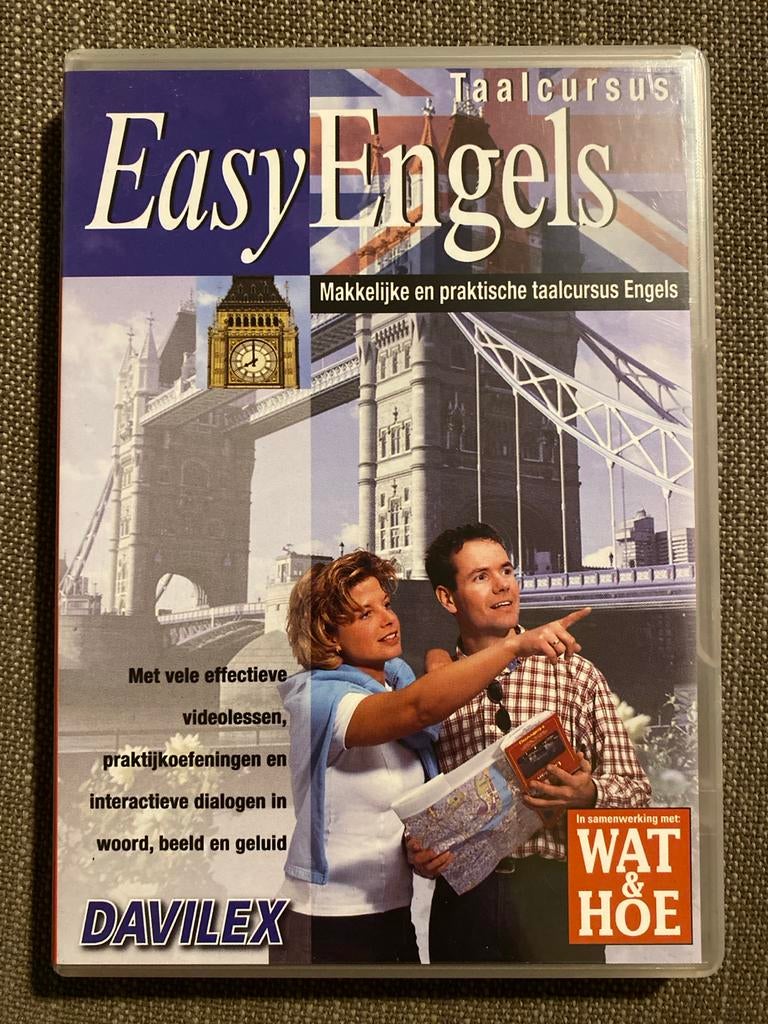 Taalcursus
EasyEngels
Makkelijke en praktische taalcursus Engels
Met vele effectieve
videolessen,
praktijkoefeningen en
interactieve dialogen in
woord, beeld en geluid
DAVILEX
In samenwerking met:
WAT
&
HOE